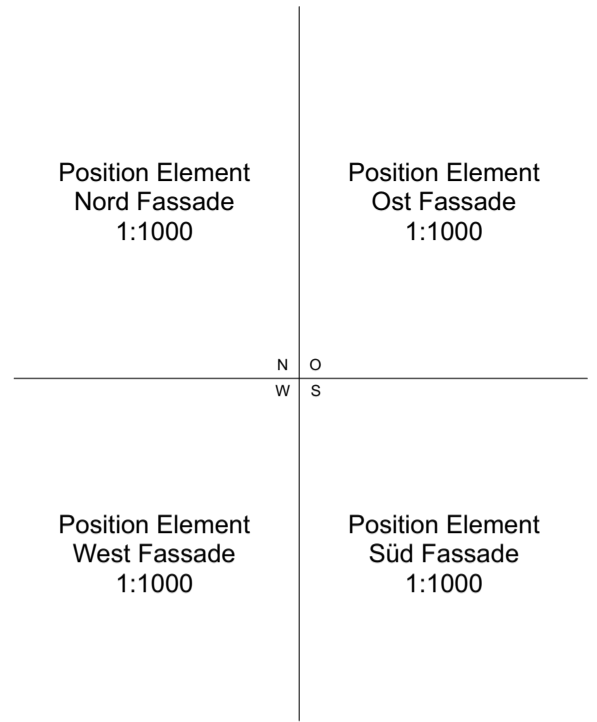 Position Element
Nord Fassade
1:1000
Position Element
Ost Fassade
1:1000
N
O
W
S
Position Element
West Fassade
1:1000
Position Element
Süd Fassade
1:1000